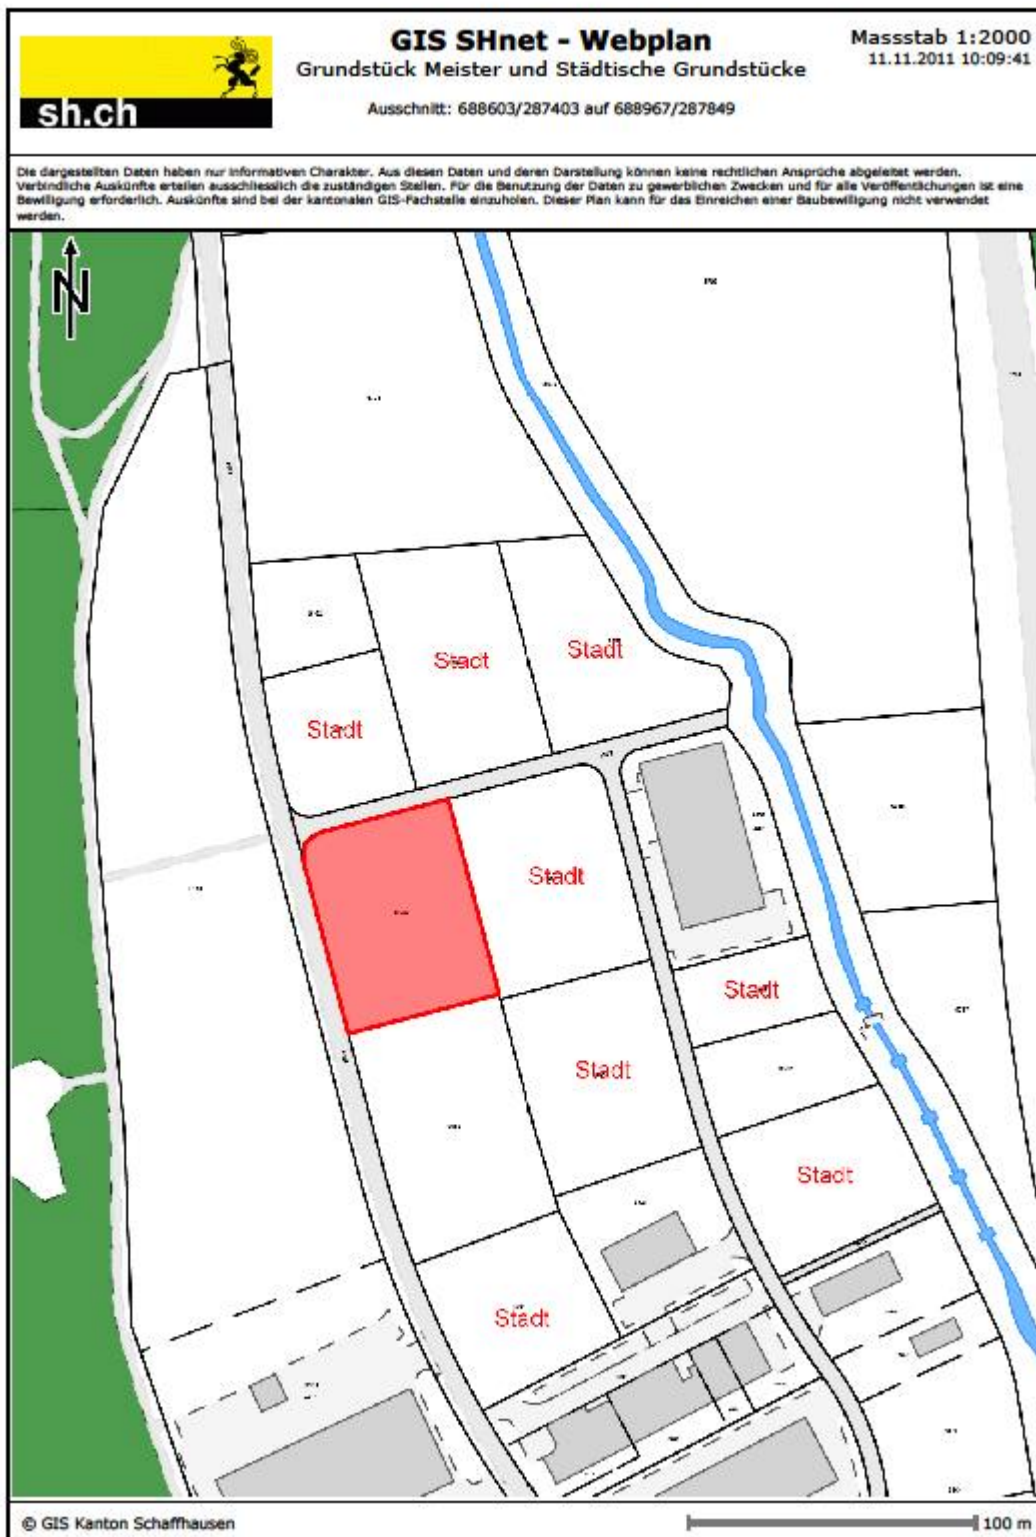 GIS SHnet - Webplan
Massstab 1:2000
Grundstück Meister und Städtische Grundstücke
11.11.2011 10:09:41
sh.ch
Ausschnitt: 688603/287403 auf 688967/287849
Die dargestellten Daten haben nur informativen Charakter. Aus diesen Daten und deren Darstellung können keine rechtlichen Ansprüche abgeleitet werden.
Verbindliche Auskünfte erteilen ausschliesslich die zuständigen Stellen. Für die Benutzung der Daten zu gewerblichen Zwecken und für alle Veröffentlichungen ist eine
Bewilligung erforderlich. Auskünfte sind bei der kantonalen GIS-Fachstelle einzuholen. Dieser Plan kann für das Einreichen einer Baubewilligung nicht verwendet
werden.
N
Stadt
Stadt
Stadt
Stadt
Stadt
Stadt
Stadt
Stadt
© GIS Kanton Schaffhausen
100 m